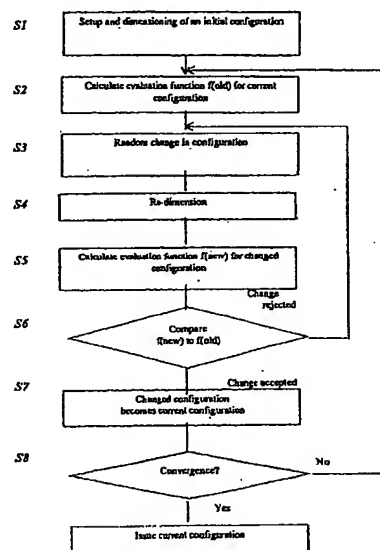 S1
Setup and dimensioning of an initial configuration
S2
Calculate evaluation function f(old) for current
configuration
S3
Random change in configuration
S4
Re-dimension
S5
Calculate evaluation function f(new) for changed
configuration
Change
rejected
S6
Compare
f(new) to f(old)
S7
Change accepted
Changed configuration
becomes current configuration
S8
Convergence?
No
Yes
Issue current configuration